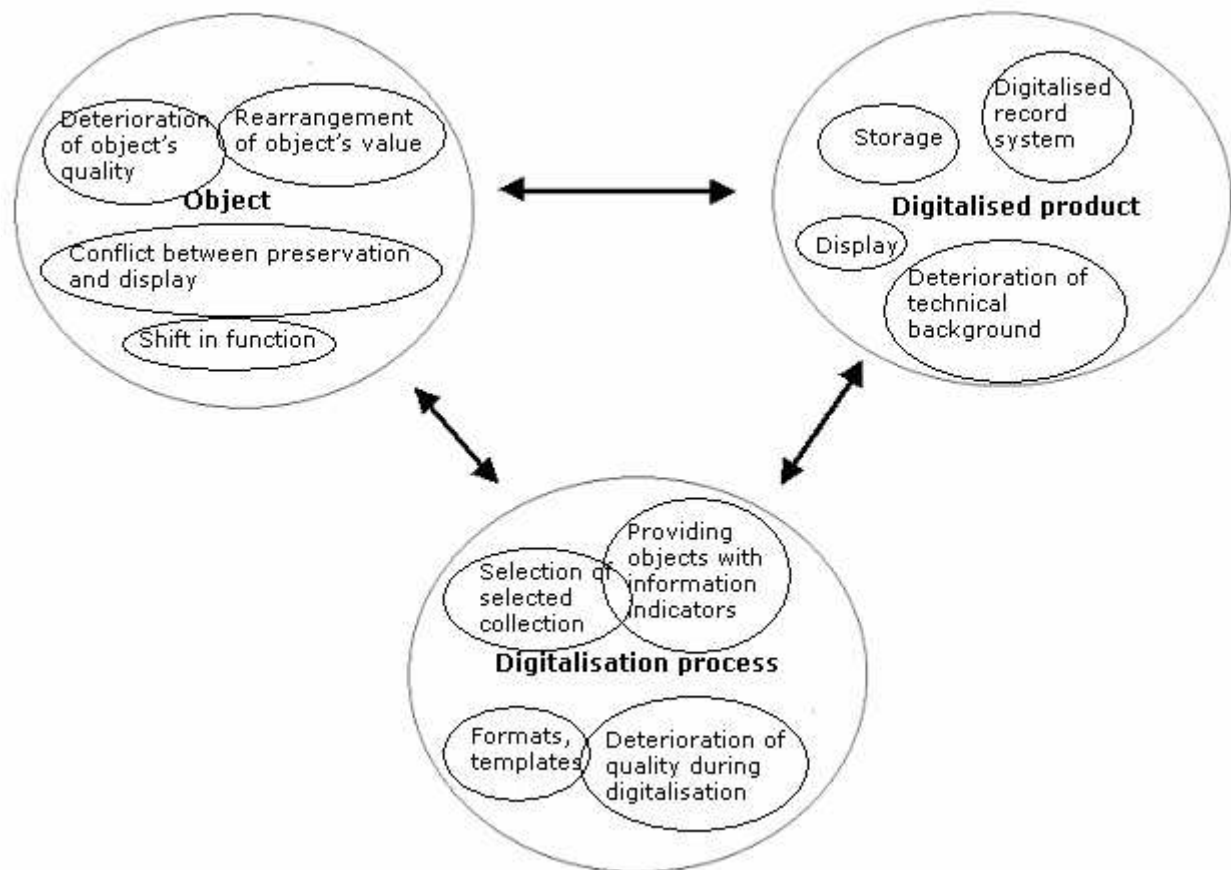 Deterioration
of object's
quality
Rearrangement
of object's value
Object
Conflict between preservation
and display
Shift in function
Digitalised
record
system
Storage
Digitalised product
Display
Deterioration of
technical
background
Providing
objects with
information
indicators
Selection of
selected
collection
Digitalisation process
Formats,
templates
Deterioration of
quality during
digitalisation